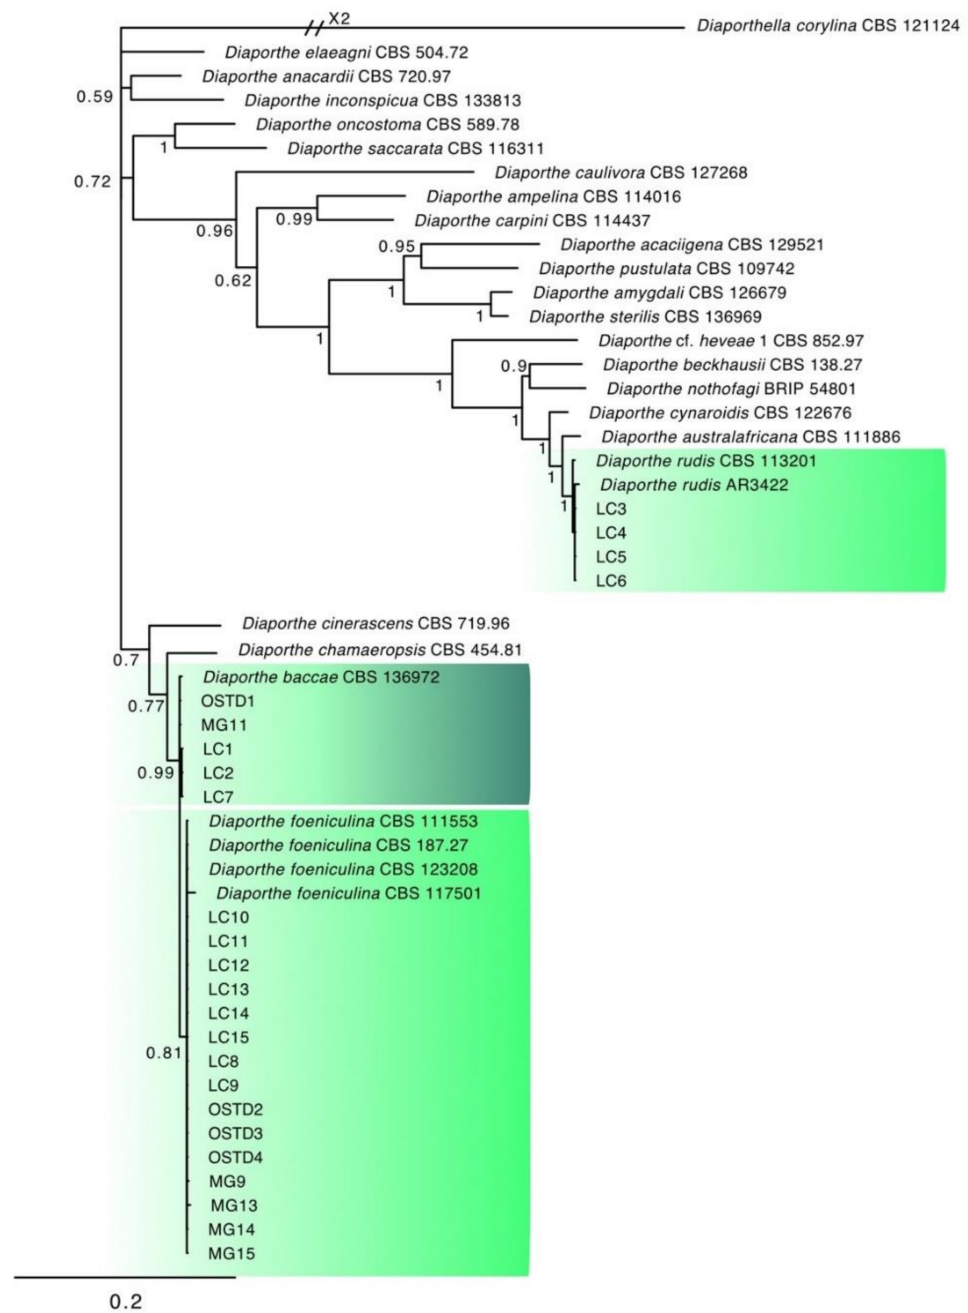 X2
Diaporthella corylina CBS 121124
Diaporthe elaeagni CBS 504.72
Diaporthe anacardii CBS 720.97
0.59
Diaporthe inconspicua CBS 133813
Diaporthe oncostoma CBS 589.78
1
Diaporthe saccarata CBS 116311
0.72
Diaporthe caulivora CBS 127268
Diaporthe ampelina CBS 114016
0.99
Diaporthe carpini CBS 114437
0.96
0.95
Diaporthe acaciigena CBS 129521
Diaporthe pustulata CBS 109742
0.62
1
Diaporthe amygdali CBS 126679
1
Diaporthe sterilis CBS 136969
1
Diaporthe cf. heveae 1 CBS 852.97
0.9
Diaporthe beckhausii CBS 138.27
1
Diaporthe nothofagi BRIP 54801
1
Diaporthe cynaroidis CBS 122676
1
Diaporthe australafricana CBS 111886
Diaporthe rudis CBS 113201
1
Diaporthe rudis AR3422
1
LC3
LC4
LC5
LC6
Diaporthe cinerascens CBS 719.96
0.7
Diaporthe chamaeropsis CBS 454.81
Diaporthe baccae CBS 136972
0.77
OSTD1
MG11
LC1
0.99
LC2
LC7
Diaporthe foeniculina CBS 111553
Diaporthe foeniculina CBS 187.27
Diaporthe foeniculina CBS 123208
Diaporthe foeniculina CBS 117501
LC10
LC11
LC12
LC13
LC14
LC15
0.81
LC8
LC9
OSTD2
OSTD3
OSTD4
MG9
MG13
MG14
MG15
0.2